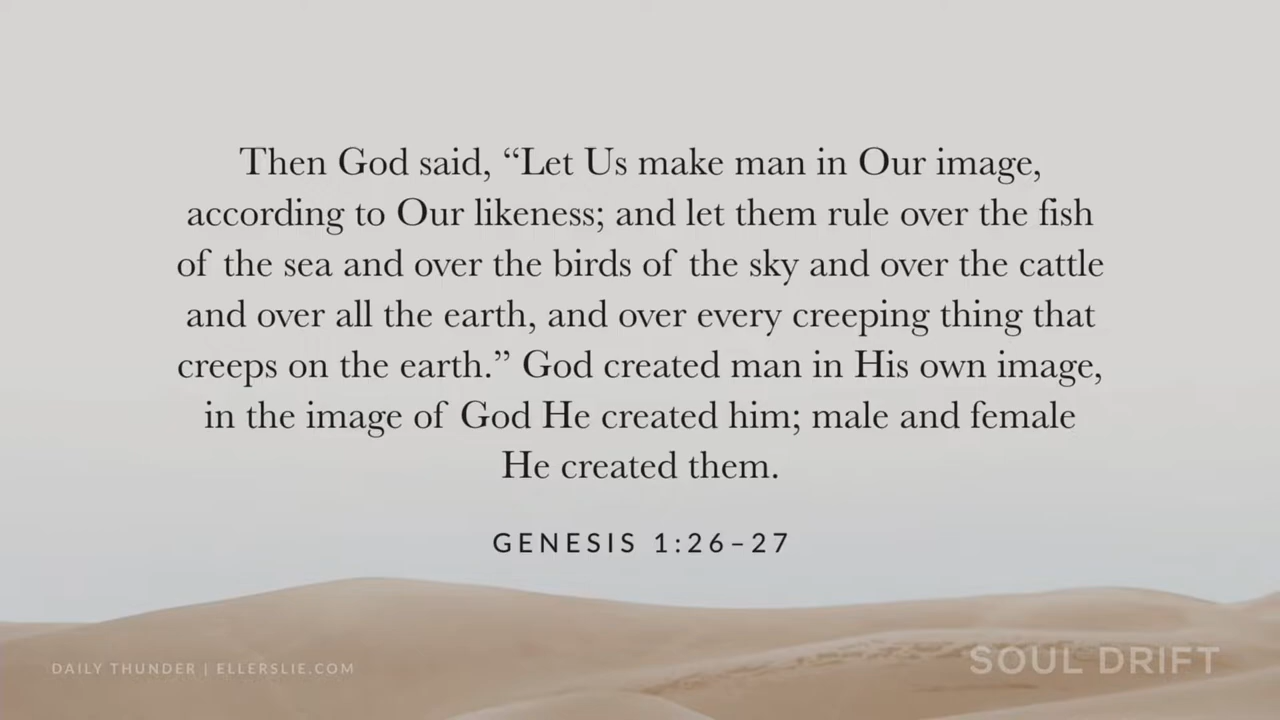 Then God said, “Let Us make man in Our image,
according to Our likeness; and let them rule over the fish
of the sea and over the birds of the sky and over the cattle
and over all the earth, and over every creeping thing that
creeps on the earth.” God created man in His own image,
in the image of God He created him; male and female
He created them.
GENESIS 1:26–27
DAILY THUNDER | ELLERSLIE.COM
SOUL DRIFT